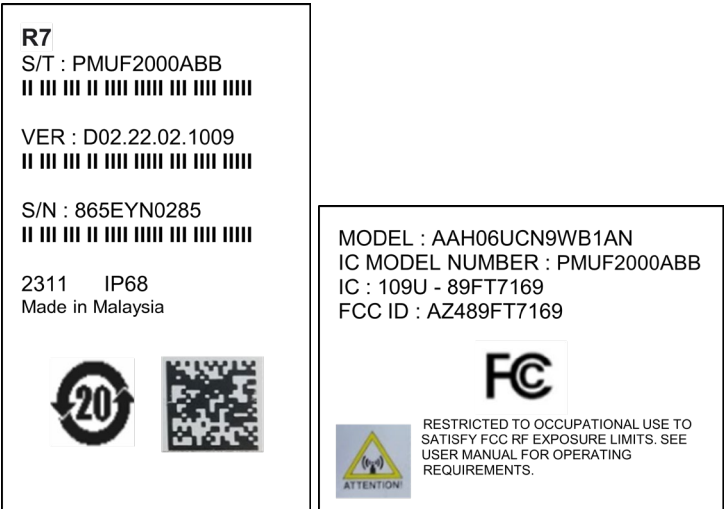 R7
S/T : PMUF2000ABB
VER : D02.22.02.1009
S/N : 865EYN0285
2311 IP68
Made in Malaysia
20
MODEL : AAH06UCN9WB1AN
IC MODEL NUMBER : PMUF2000ABB
IC : 109U - 89FT7169
FCC ID : AZ489FT7169
FC
RESTRICTED TO OCCUPATIONAL USE TO
SATISFY FCC RF EXPOSURE LIMITS. SEE
USER MANUAL FOR OPERATING
REQUIREMENTS.
ATTENTION!